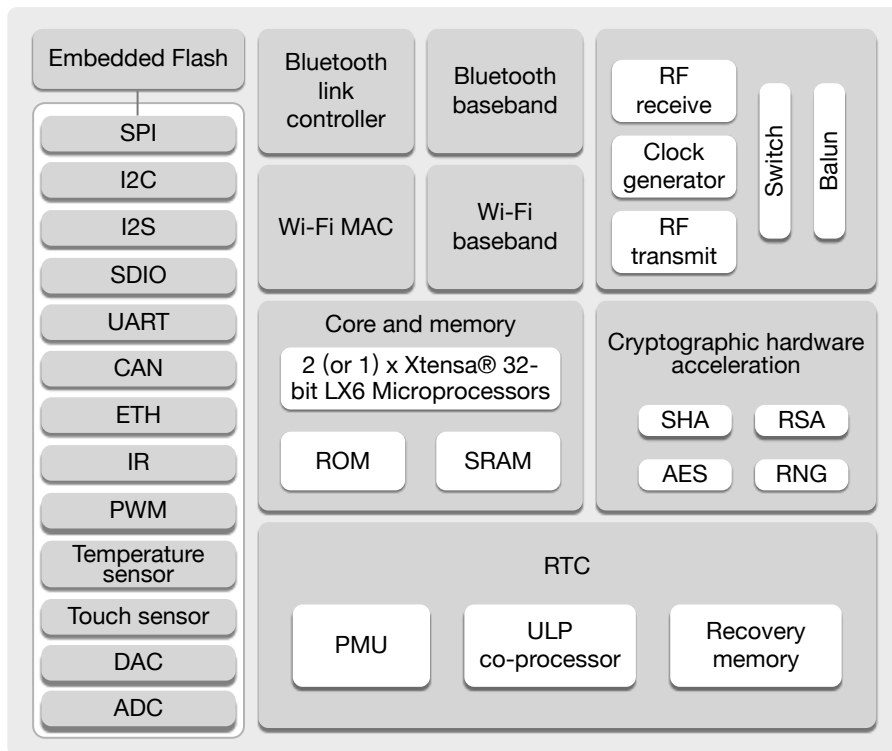 Embedded Flash
SPI
I2C
I2S
SDIO
UART
CAN
ETH
IR
PWM
Temperature
sensor
Touch sensor
DAC
ADC
Bluetooth
link
controller
Bluetooth
baseband
Wi-Fi MAC
Wi-Fi
baseband
RF
receive
Clock
generator
RF
transmit
Switch
Balun
Core and memory
2 (or 1) x Xtensa® 32-
bit LX6 Microprocessors
ROM
SRAM
Cryptographic hardware
acceleration
SHA
RSA
AES
RNG
RTC
PMU
ULP
co-processor
Recovery
memory